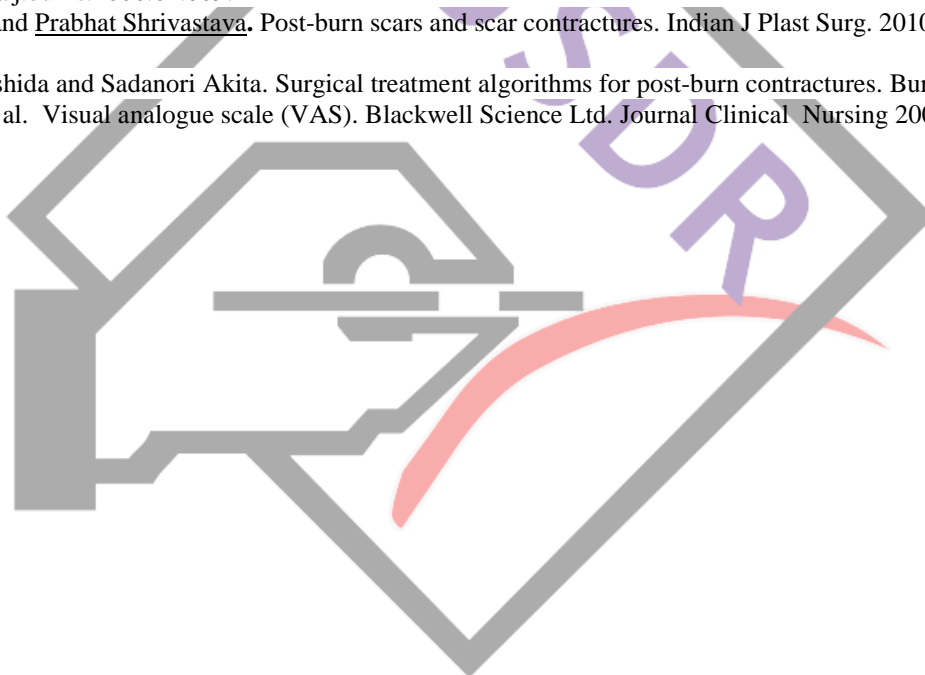 and Prabhat Shrivastava. Post-burn scars and scar contractures. Indian J Plast Surg. 2010
shida and Sadanori Akita. Surgical treatment algorithms for post-burn contractures. Bur
al. Visual analogue scale (VAS). Blackwell Science Ltd. Journal Clinical Nursing 200
SDR